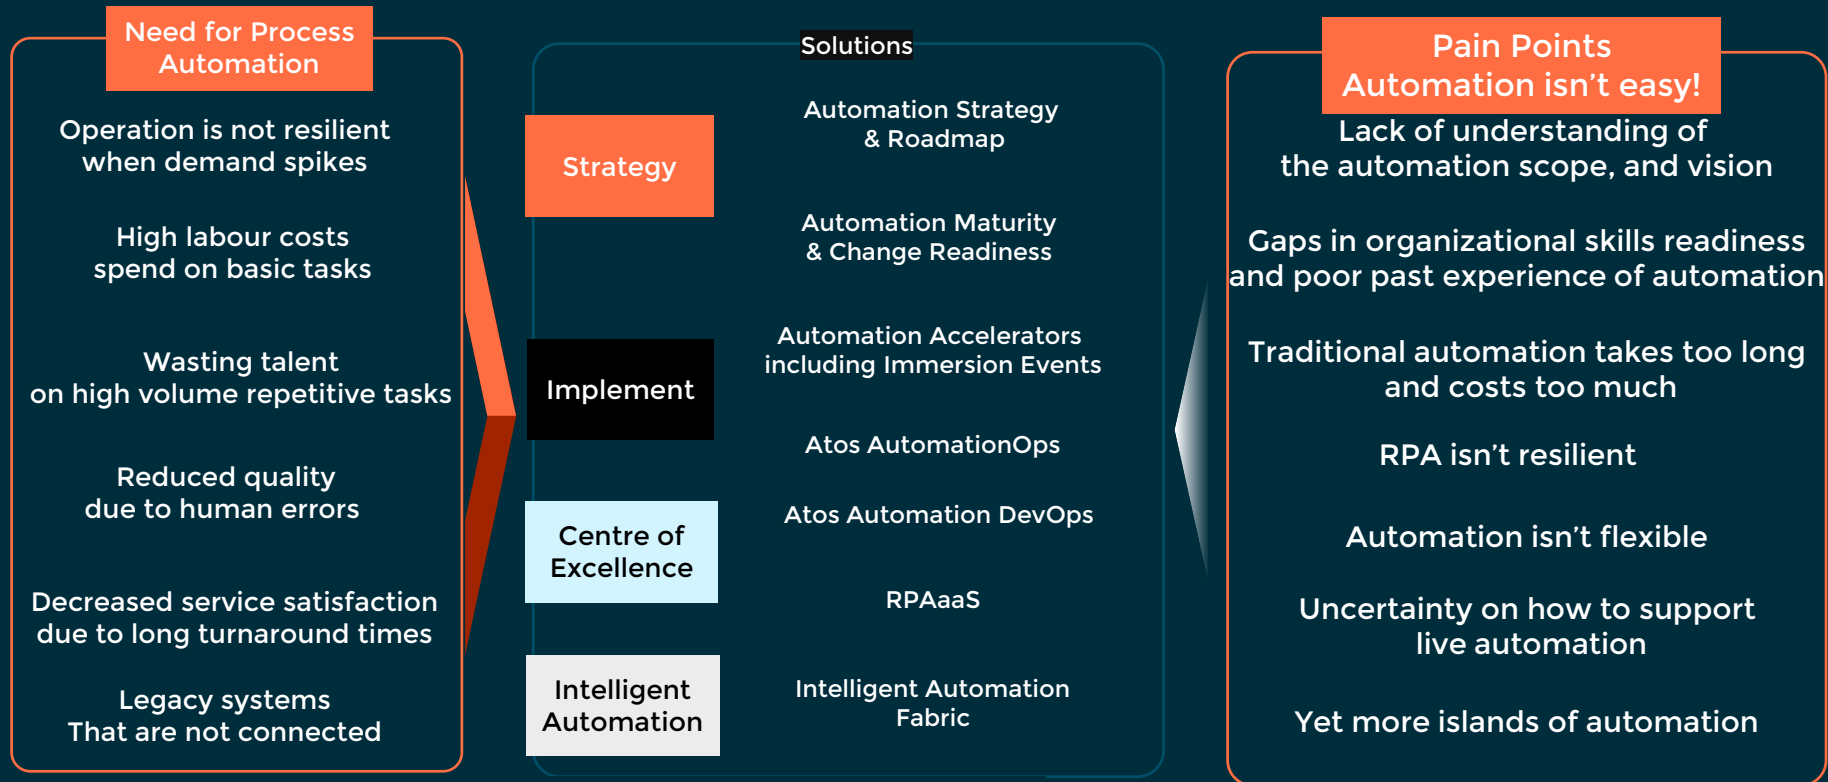 Need for Process
Automation
Operation is not resilient
when demand spikes
High labour costs
spend on basic tasks
Wasting talent
on high volume repetitive tasks
Reduced quality
due to human errors
Decreased service satisfaction
due to long turnaround times
Legacy systems
That are not connected
Solutions
Strategy
Automation Strategy
& Roadmap
Automation Maturity
& Change Readiness
Implement
Automation Accelerators
including Immersion Events
Atos AutomationOps
Centre of
Excellence
Atos Automation DevOps
RPAaaS
Intelligent
Automation
Intelligent Automation
Fabric
Pain Points
Automation isn’t easy!
Lack of understanding of
the automation scope, and vision
Gaps in organizational skills readiness
and poor past experience of automation
Traditional automation takes too long
and costs too much
RPA isn’t resilient
Automation isn’t flexible
Uncertainty on how to support
live automation
Yet more islands of automation